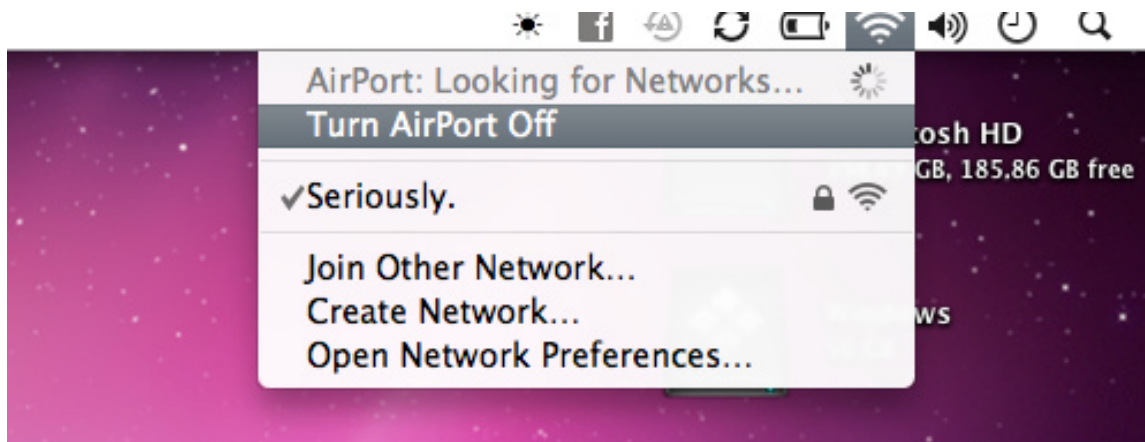 AirPort: Looking for Networks...
Turn AirPort Off
tosh HD
GB, 185,86 GB free
✓Seriously.
Join Other Network...
Create Network...
ws
Open Network Preferences...